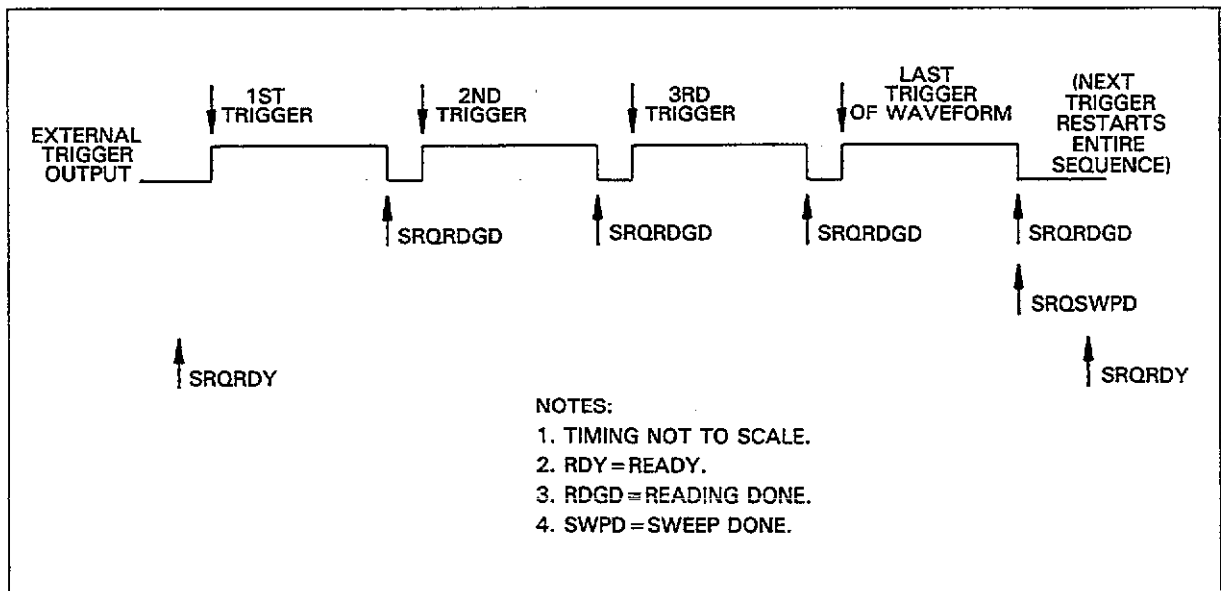 1ST
TRIGGER
2ND
TRIGGER
3RD
TRIGGER
LAST
TRIGGER
OF WAVEFORM
(NEXT
TRIGGER
RESTARTS
ENTIRE
SEQUENCE)
EXTERNAL
TRIGGER
OUTPUT
SRQRDGD
SRQRDGD
SRQRDGD
SRQRDGD
SRQSWPD
SRQRDY
SRQRDY
NOTES:
1. TIMING NOT TO SCALE.
2. RDY=READY.
3. RDGD=READING DONE.
4. SWPD=SWEEP DONE.